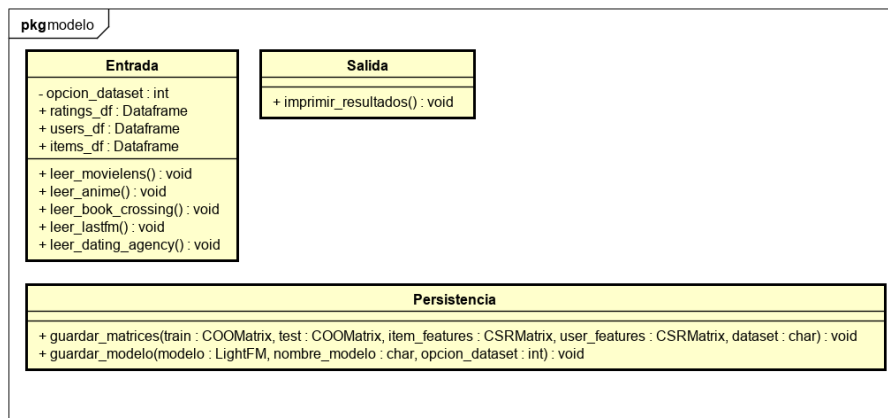 pkg modelo
Entrada
- opcion_dataset : int
+ ratings_df : Dataframe
+ users_df : Dataframe
+ items_df : Dataframe
+ leer_movielens() : void
+ leer_anime() : void
+ leer_book_crossing() : void
+ leer_lastfm() : void
+ leer_dating_agency() : void
Salida
+ imprimir_resultados() : void
Persistencia
+ guardar_matrices(train : COOMatrix, test : COOMatrix, item_features : CSRMatrix, user_features : CSRMatrix, dataset : char) : void
+ guardar_modelo(modelo : LightFM, nombre_modelo : char, opcion_dataset : int) : void